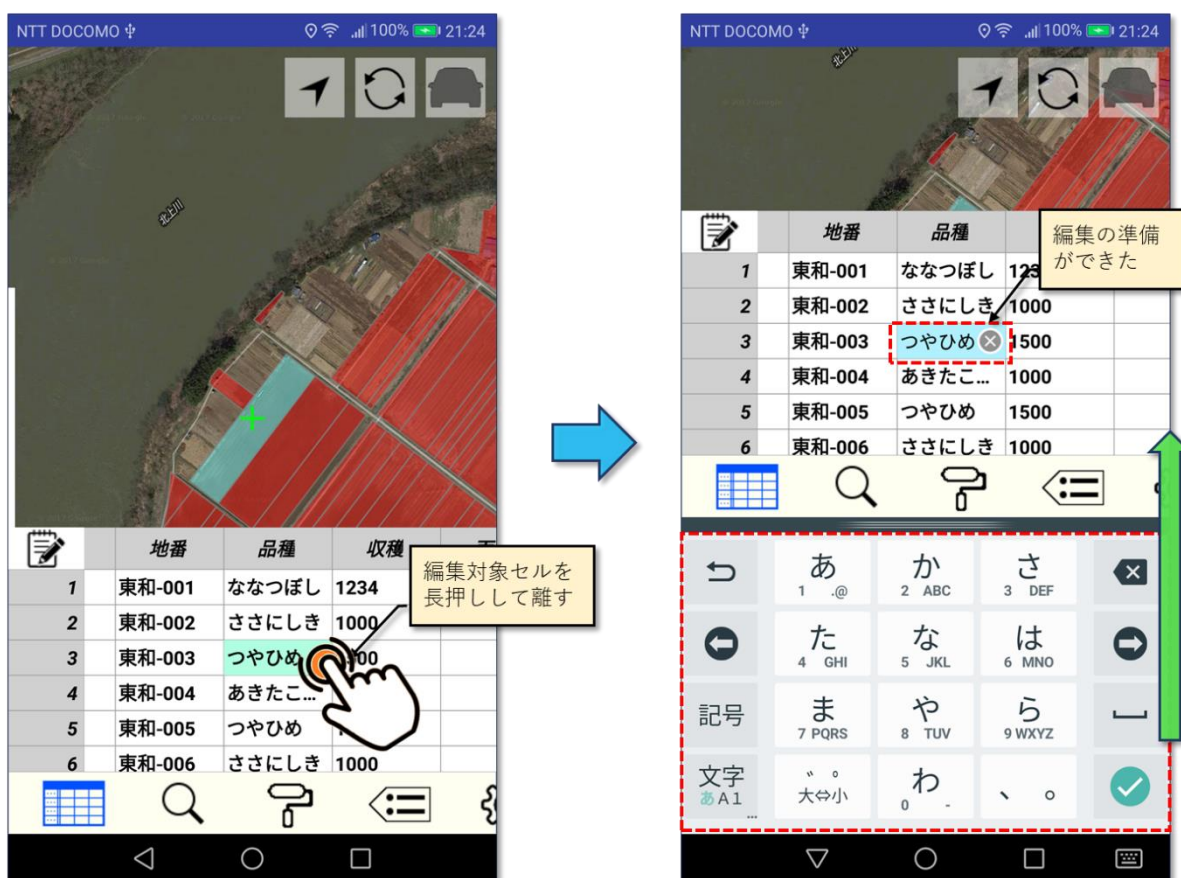 NTT DOCOMO 100% 21:24
北上川
地番 品種 収穫
1 東和-001 ななつぼし 1234
2 東和-002 ささにしき 1000
3 東和-003 つやひめ
4 東和-004 あきたこ...
5 東和-005 つやひめ
6 東和-006 ささにしき 1000
編集対象セルを
長押しして離す
NTT DOCOMO 100% 21:24
北上川
地番 品種
1 東和-001 ななつぼし
2 東和-002 ささにしき 1000
3 東和-003 つやひめ 1500
4 東和-004 あきたこ... 1000
5 東和-005 つやひめ 1500
6 東和-006 ささにしき 1000
編集の準備
ができた
あ か さ
1 .@ 2 ABC 3 DEF
た な は
4 GHI 5 JKL 6 MNO
記号 ま や ら
7 PQRS 8 TUV 9 WXYZ
文字 ゛ ゜ わ 、 。
あA1 大⇔小 0 -
...